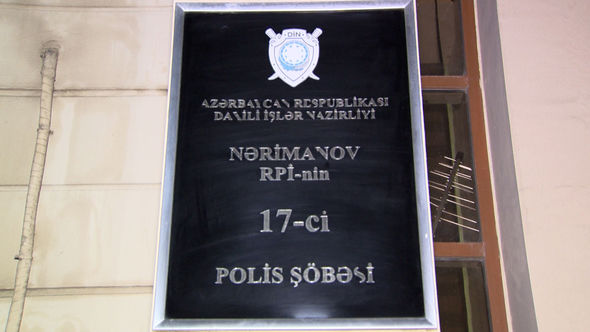 DİN
AZƏRBAYCAN RESPUBLİKASI
DAXİLİ İŞLƏR NAZİRLİYİ
NƏRİMANOV
RPİ-nin
17-ci
POLİS ŞÖBƏSİ